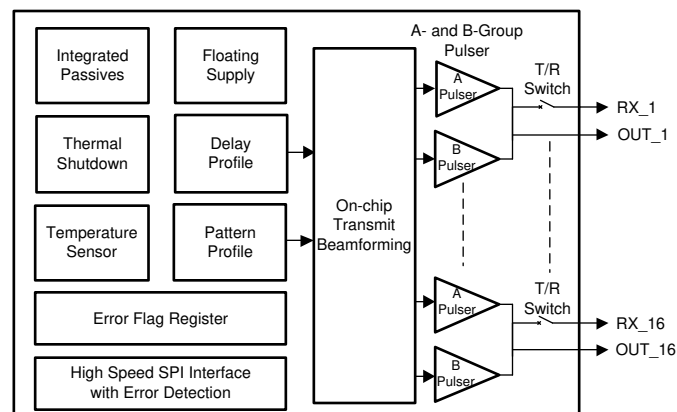 Integrated
Passives
Floating
Supply
Thermal
Shutdown
Delay
Profile
Temperature
Sensor
Pattern
Profile
Error Flag Register
High Speed SPI Interface
with Error Detection
On-chip
Transmit
Beamforming
A- and B-Group
Pulser
A
Pulser
B
Pulser
T/R
Switch
RX_1
OUT_1
A
Pulser
B
Pulser
T/R
Switch
RX_16
OUT_16